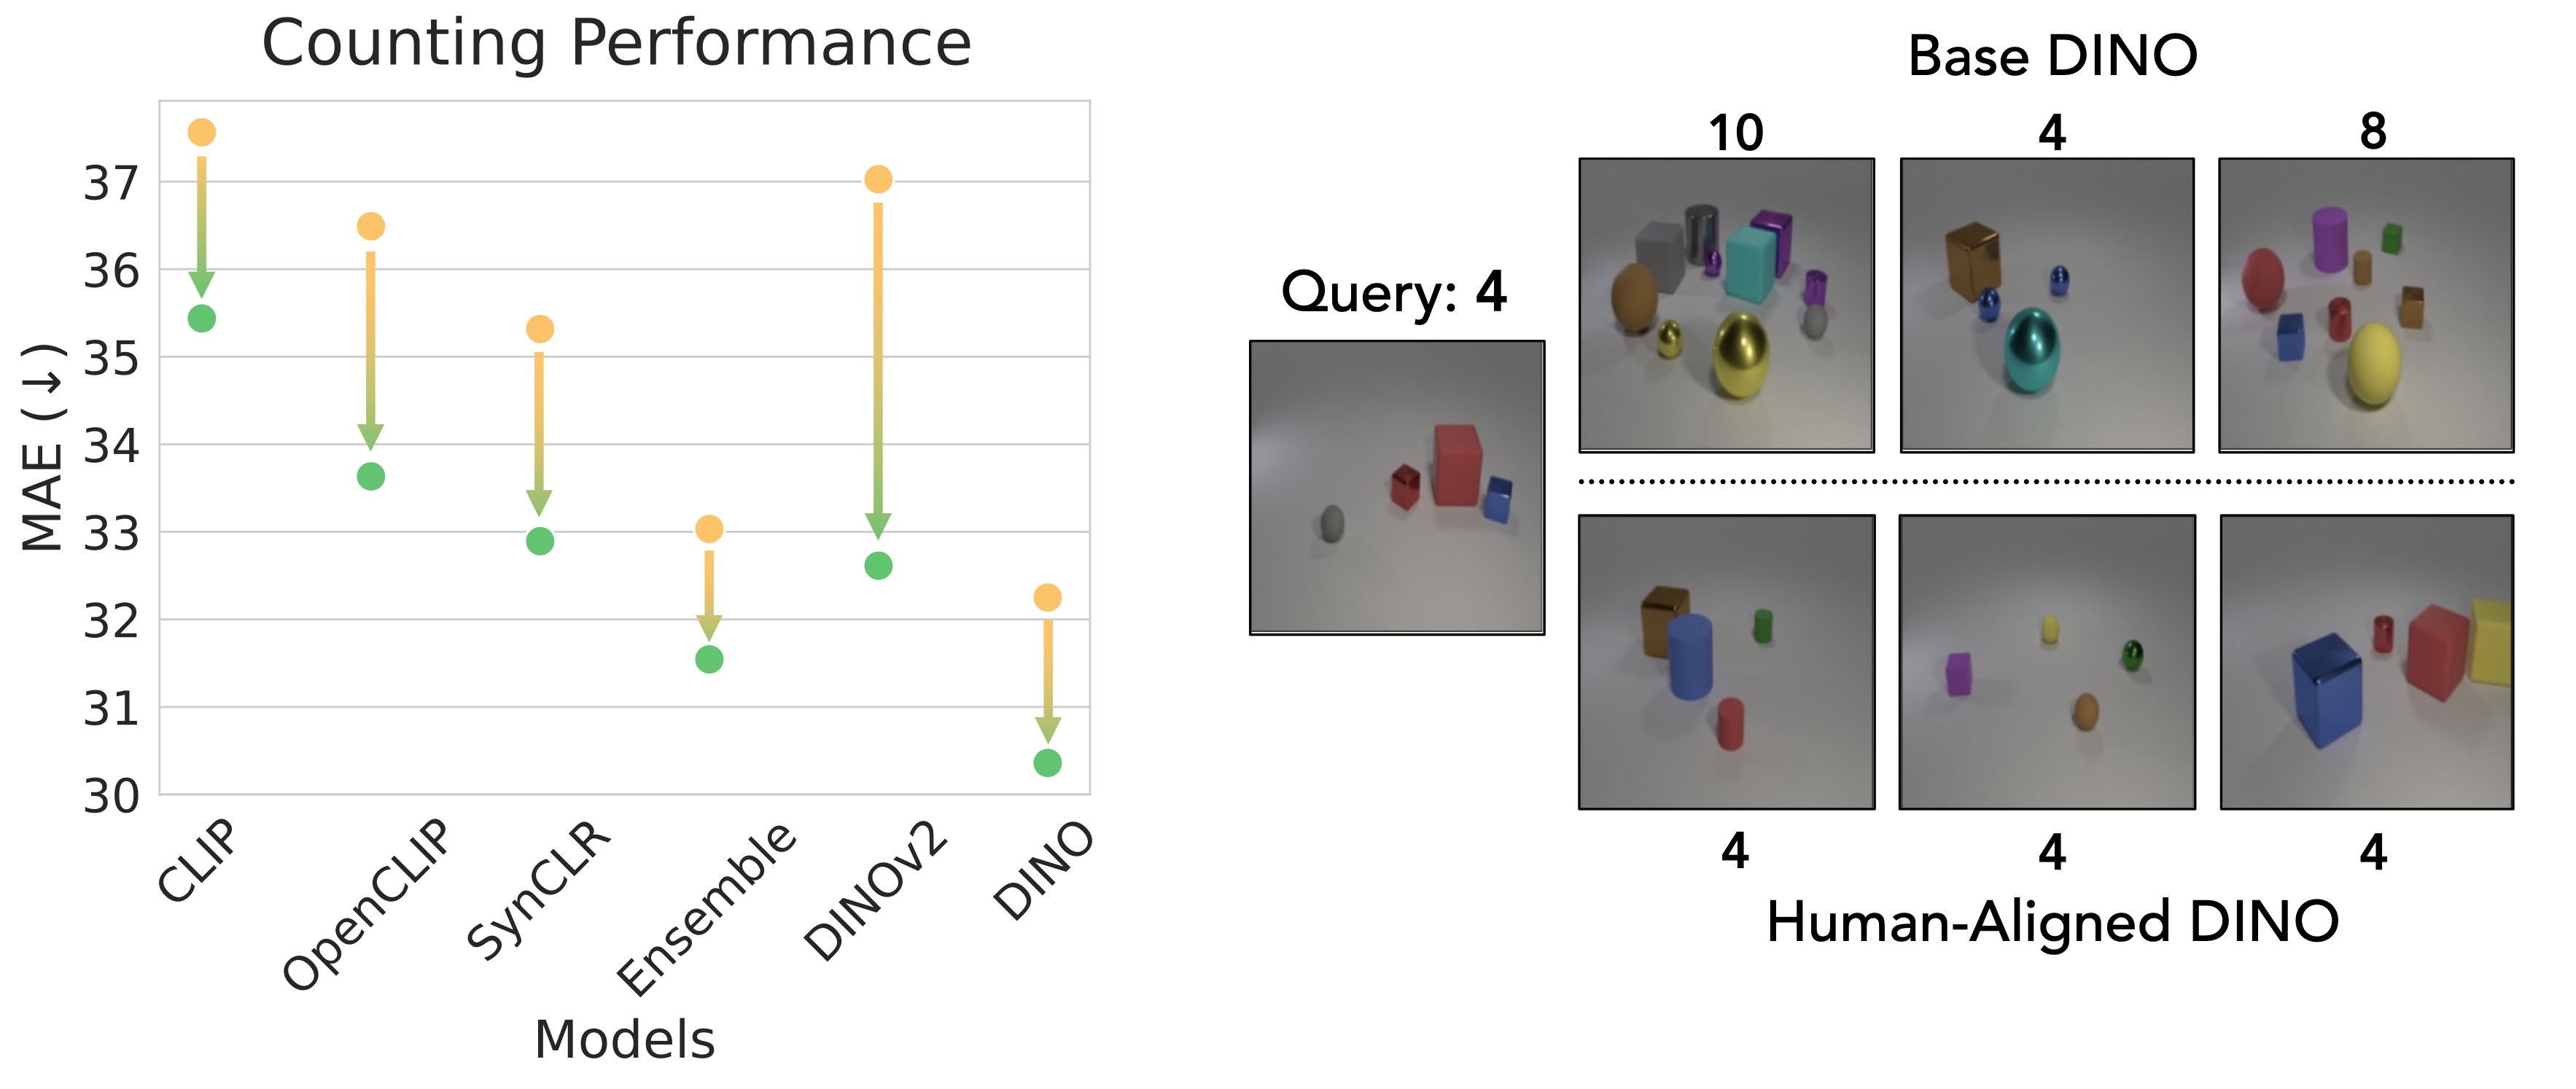 Counting Performance
MAE (↓)
37
36
35
34
33
32
31
30
CLIP
OpenCLIP
SynCLR
Ensemble
DINOv2
DINO
Models
Query: 4
Base DINO
10 4 8
4 4 4
Human-Aligned DINO